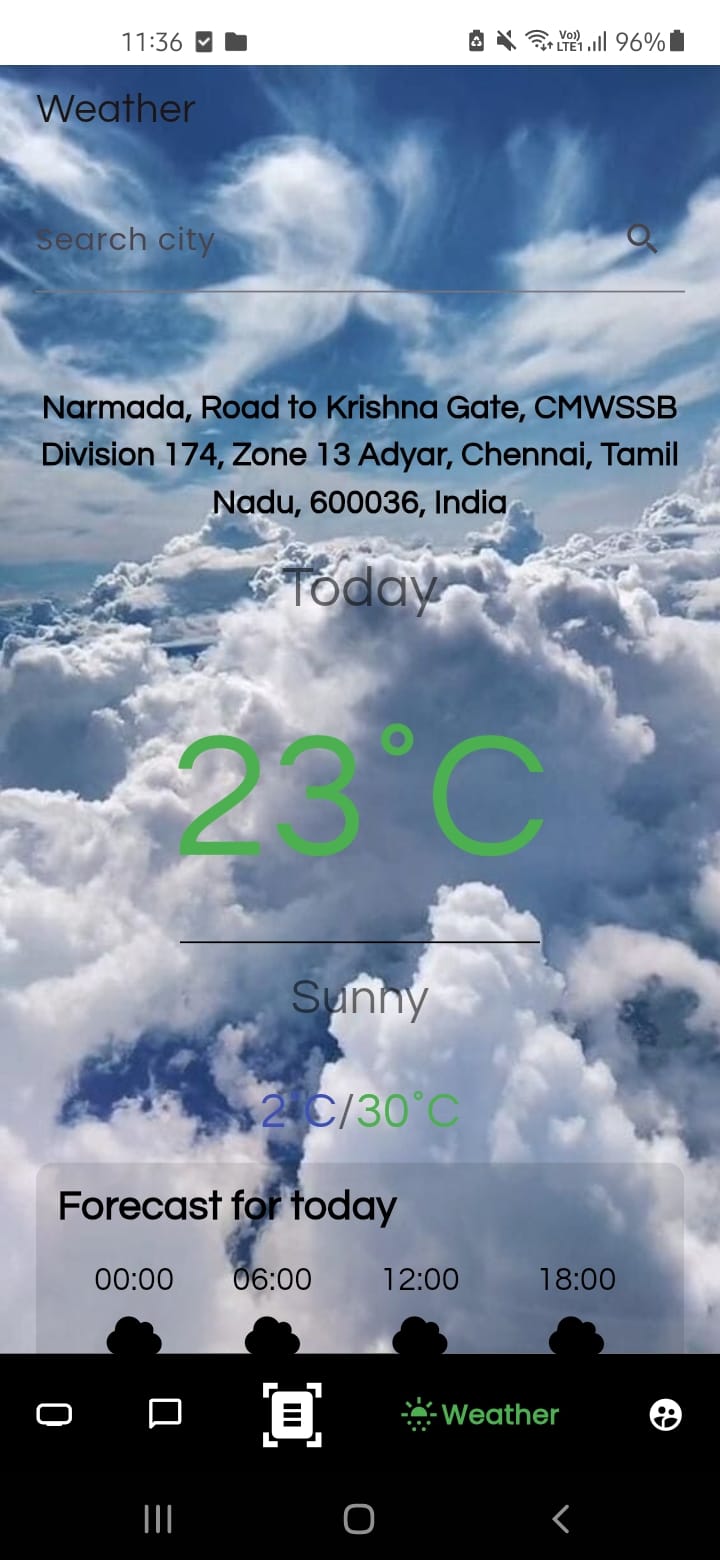 11:36
Vo)) LTE1 96%
Weather
Search city
Narmada, Road to Krishna Gate, CMWSSB
Division 174, Zone 13 Adyar, Chennai, Tamil
Nadu, 600036, India
Today
23°C
Sunny
2°C/30°C
Forecast for today
00:00 06:00 12:00 18:00
Weather